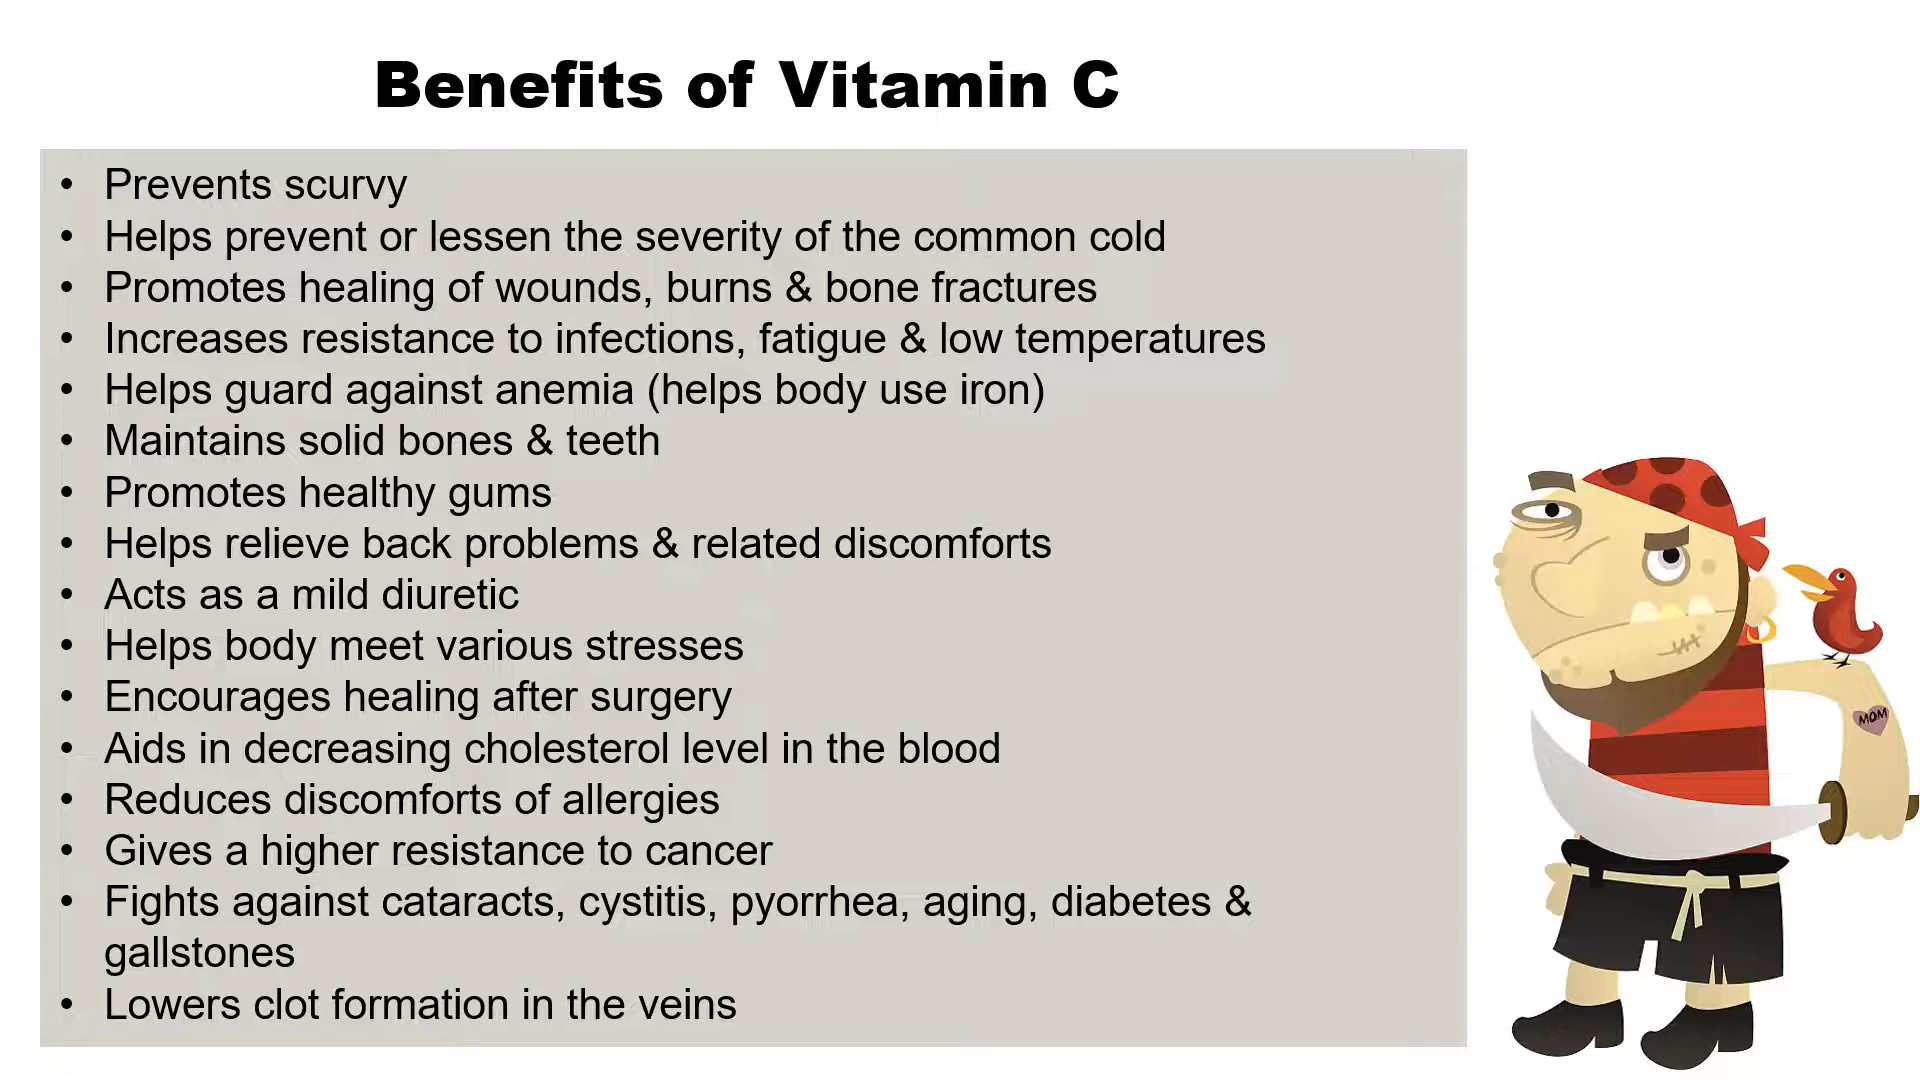 Benefits of Vitamin C
• Prevents scurvy
• Helps prevent or lessen the severity of the common cold
• Promotes healing of wounds, burns & bone fractures
• Increases resistance to infections, fatigue & low temperatures
• Helps guard against anemia (helps body use iron)
• Maintains solid bones & teeth
• Promotes healthy gums
• Helps relieve back problems & related discomforts
• Acts as a mild diuretic
• Helps body meet various stresses
• Encourages healing after surgery
• Aids in decreasing cholesterol level in the blood
• Reduces discomforts of allergies
• Gives a higher resistance to cancer
• Fights against cataracts, cystitis, pyorrhea, aging, diabetes &
gallstones
• Lowers clot formation in the veins
MOM